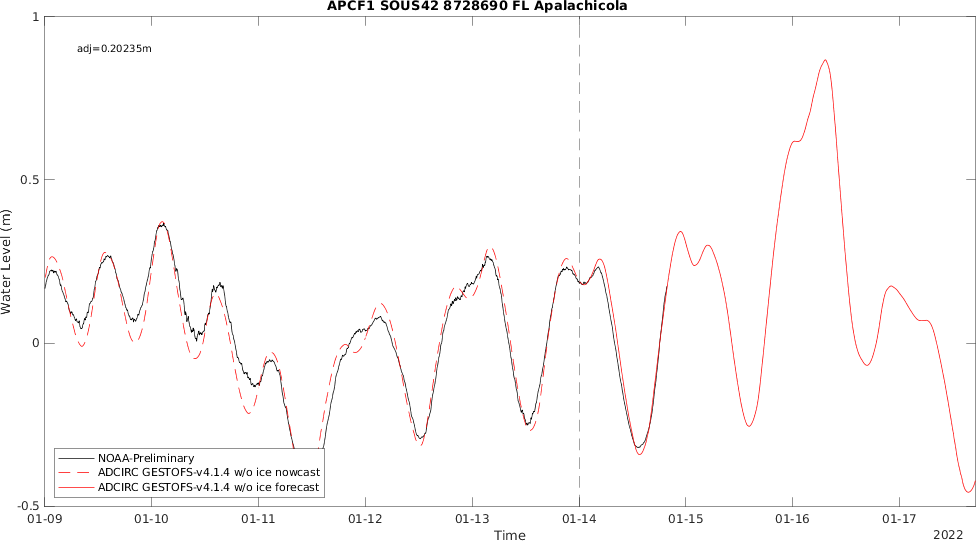 APCF1 SOUS42 8728690 FL Apalachicola
adj=0.20235m
1
0.5
0
-0.5
Water Level (m)
NOAA-Preliminary
ADCIRC GESTOFS-v4.1.4 w/o ice nowcast
ADCIRC GESTOFS-v4.1.4 w/o ice forecast
01-09 01-10 01-11 01-12 01-13 01-14 01-15 01-16 01-17
Time
2022